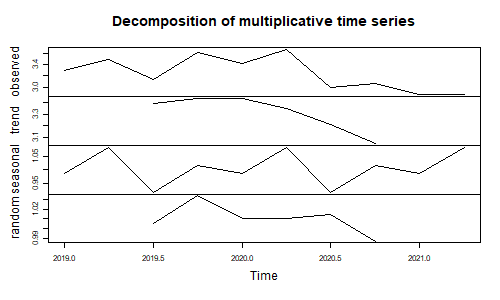 Decomposition of multiplicative time series
observed
3.4
3.0
trend
3.3
3.1
seasonal
1.05
0.95
random
1.02
0.99
2019.0 2019.5 2020.0 2020.5 2021.0
Time